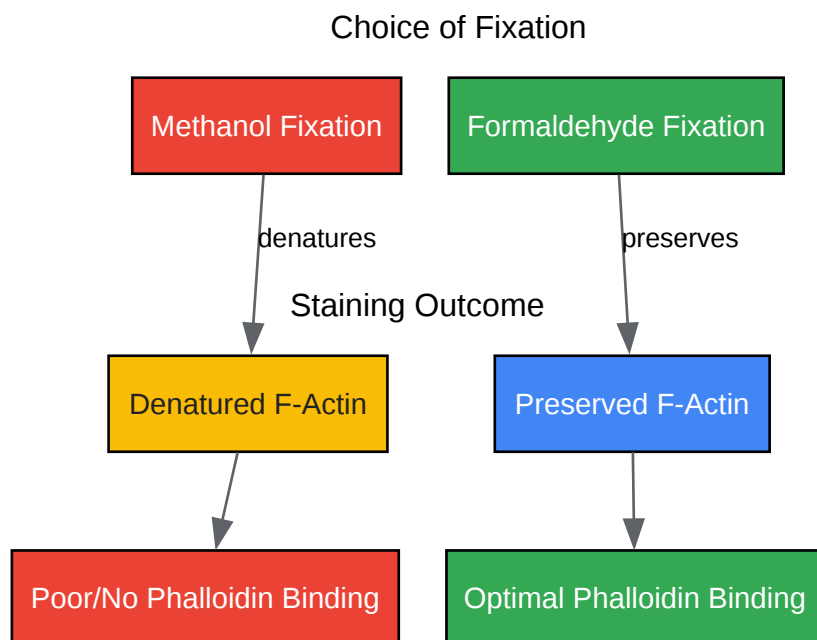 Choice of Fixation
Methanol Fixation
Formaldehyde Fixation
denatures
preserves
Staining Outcome
Denatured F-Actin
Preserved F-Actin
Poor/No Phalloidin Binding
Optimal Phalloidin Binding